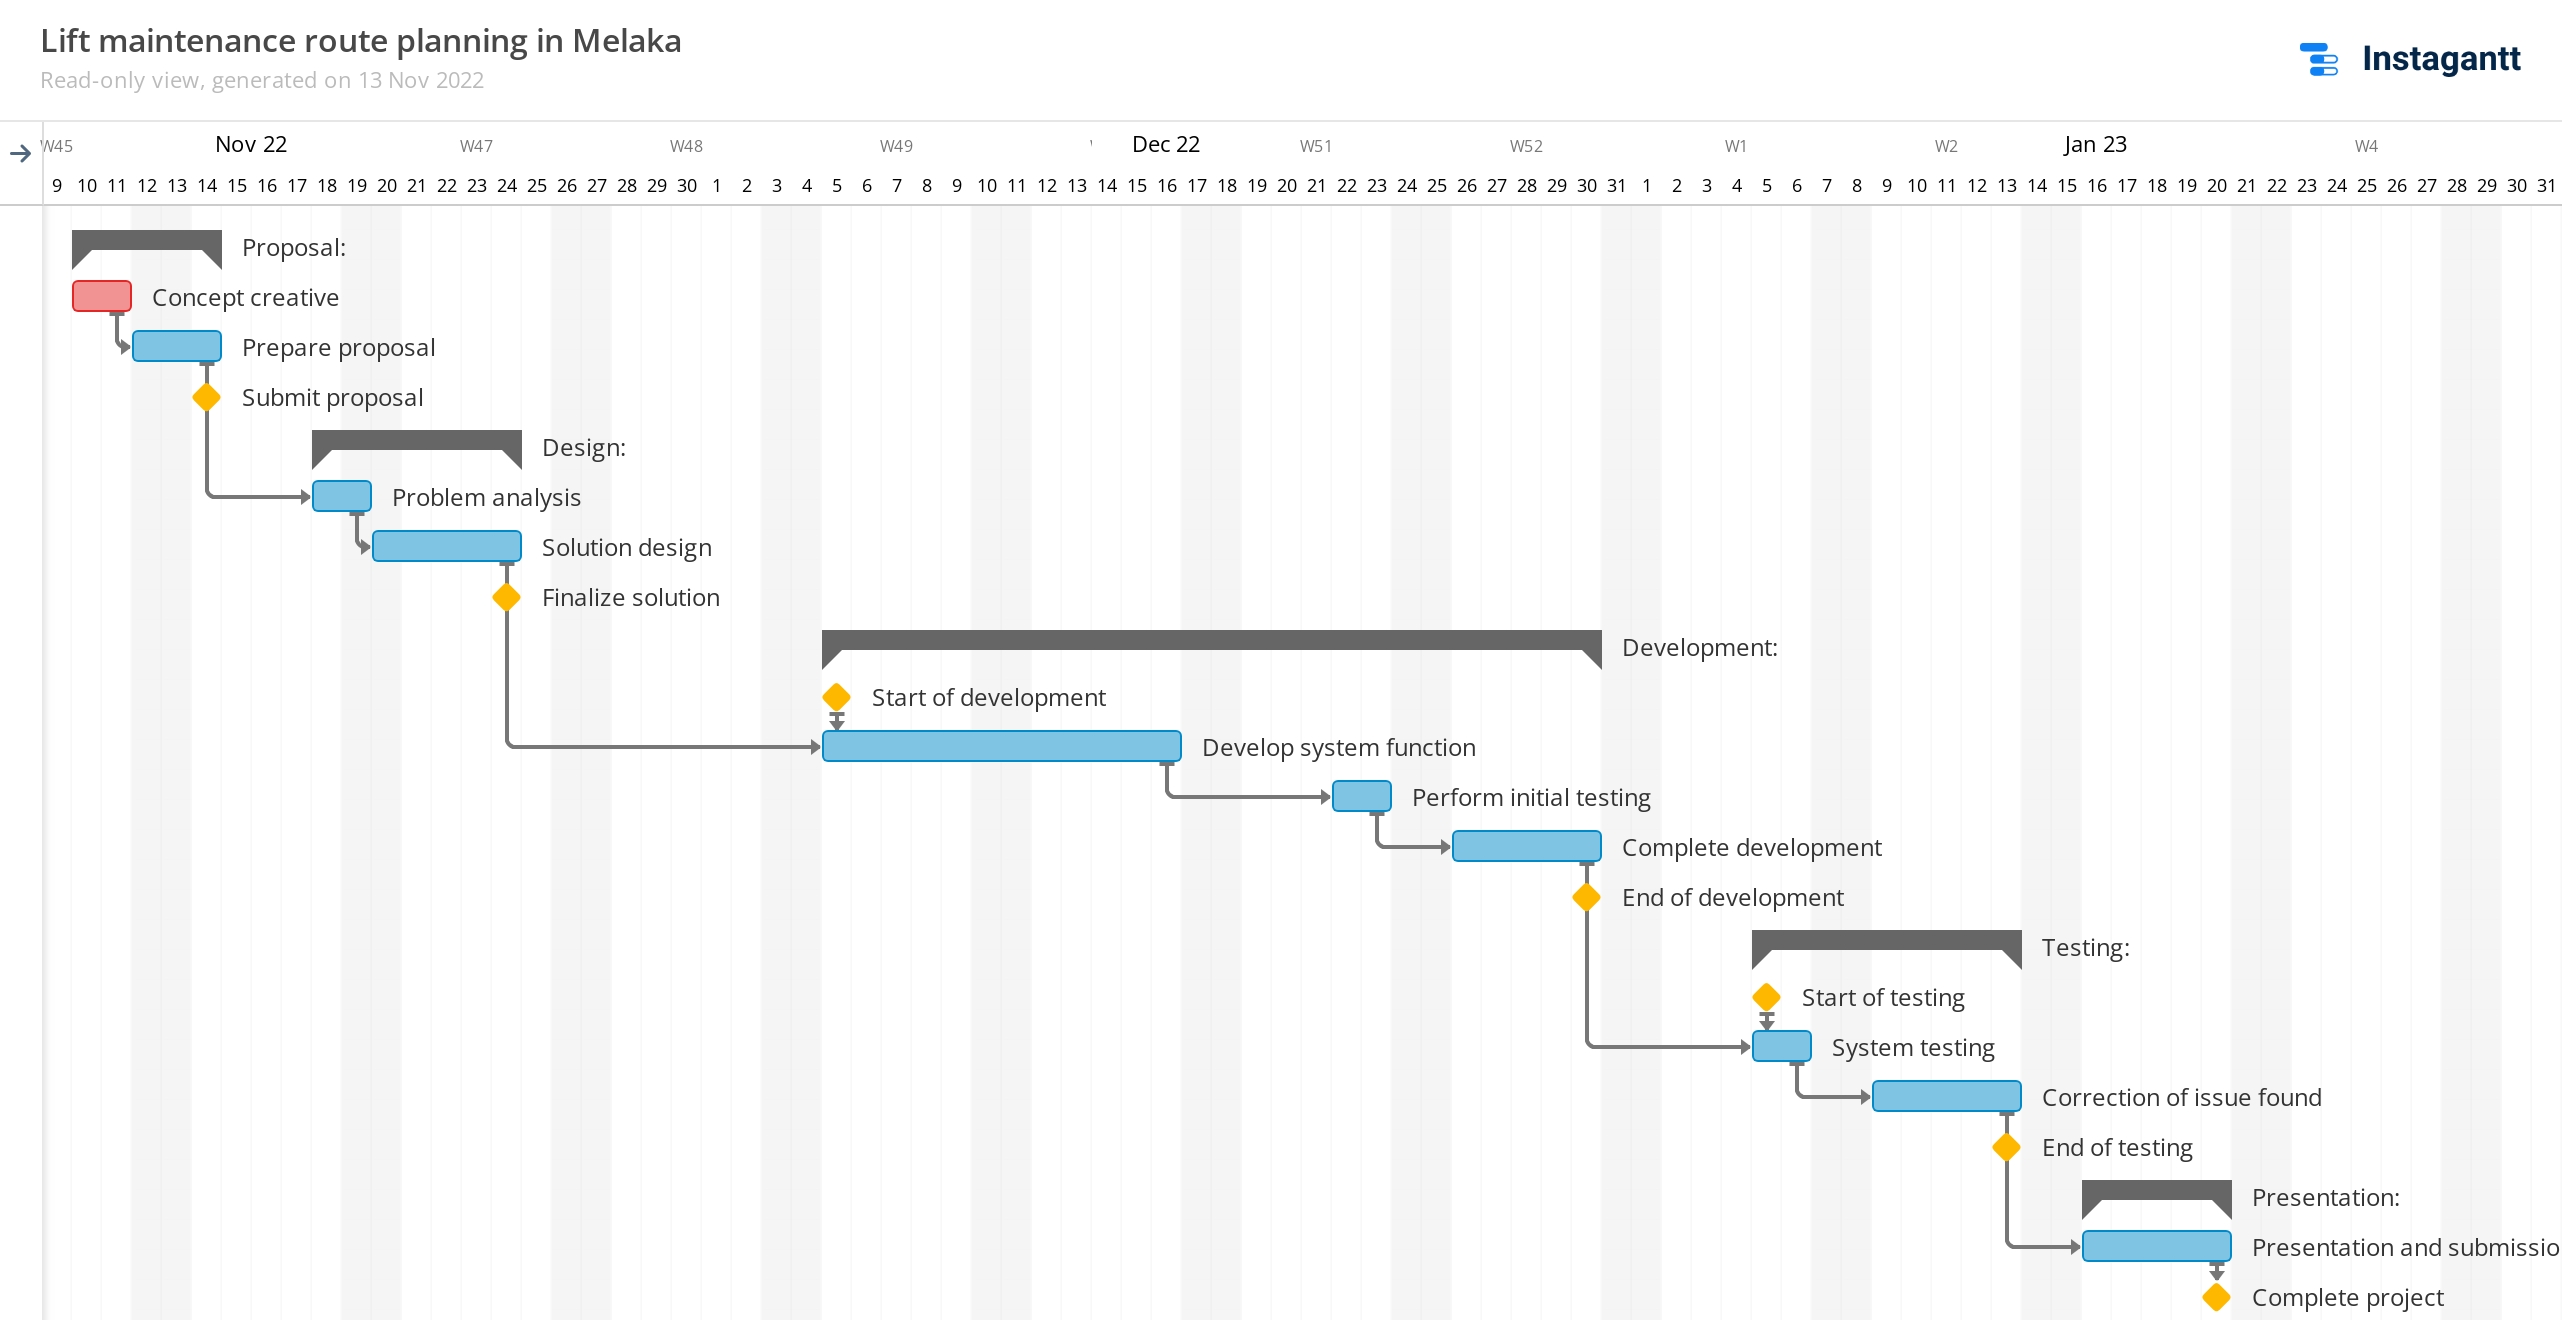 Lift maintenance route planning in Melaka
Read-only view, generated on 13 Nov 2022
Instagantt
W45 Nov 22 W47 W48 W49 Dec 22 W51 W52 W1 W2 Jan 23 W4
9 10 11 12 13 14 15 16 17 18 19 20 21 22 23 24 25 26 27 28 29 30 1 2 3 4 5 6 7 8 9 10 11 12 13 14 15 16 17 18 19 20 21 22 23 24 25 26 27 28 29 30 31 1 2 3 4 5 6 7 8 9 10 11 12 13 14 15 16 17 18 19 20 21 22 23 24 25 26 27 28 29 30 31
Proposal:
Concept creative
Prepare proposal
Submit proposal
Design:
Problem analysis
Solution design
Finalize solution
Development:
Start of development
Develop system function
Perform initial testing
Complete development
End of development
Testing:
Start of testing
System testing
Correction of issue found
End of testing
Presentation:
Presentation and submissio
Complete project